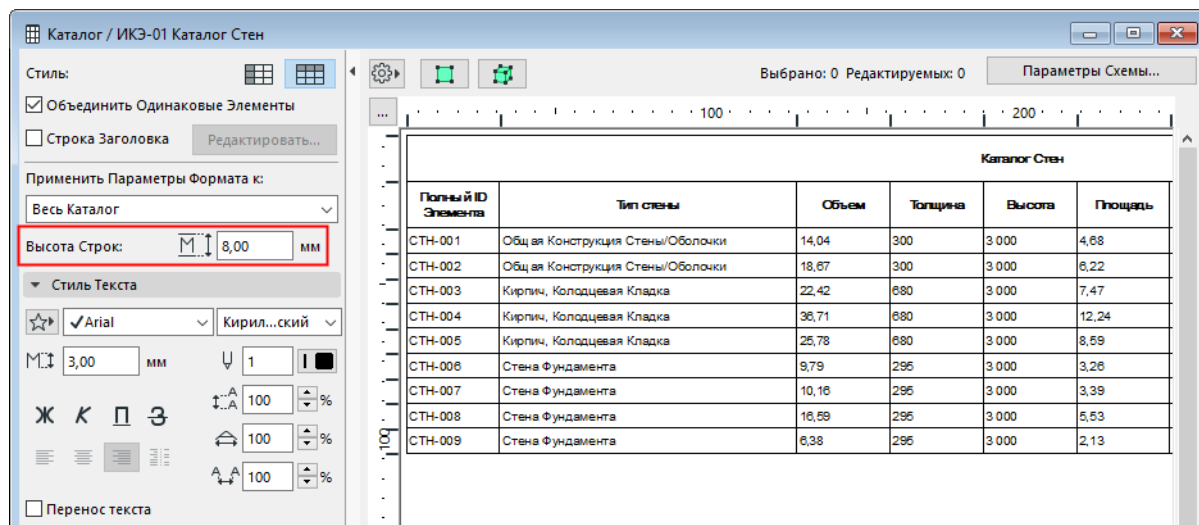 Каталог / ИКЭ-01 Каталог Стен
Стиль:
Выбрано: 0 Редактируемых: 0
Параметры Схемы...
Объединить Одинаковые Элементы
Строка Заголовка Редактировать...
Применить Параметры Формата к:
Весь Каталог
Высота Строк: M 8,00 мм
Стиль Текста
Arial Кирил...ский
M 3,00 мм 1
A A 100 %
Ж К П З
100 %
A A 100 %
Перенос текста
... 100 200
100
Каталог Стен
Полный ID Элемента Тип стены Объем Толщина Высота Площадь
СТН-001 Общая Конструкция Стены/Оболочки 14,04 300 3 000 4,68
СТН-002 Общая Конструкция Стены/Оболочки 18,67 300 3 000 6,22
СТН-003 Кирпич, Колодцевая Кладка 22,42 680 3 000 7,47
СТН-004 Кирпич, Колодцевая Кладка 36,71 680 3 000 12,24
СТН-005 Кирпич, Колодцевая Кладка 25,78 680 3 000 8,59
СТН-006 Стена Фундамента 9,79 295 3 000 3,26
СТН-007 Стена Фундамента 10,16 295 3 000 3,39
СТН-008 Стена Фундамента 16,59 295 3 000 5,53
СТН-009 Стена Фундамента 6,38 295 3 000 2,13